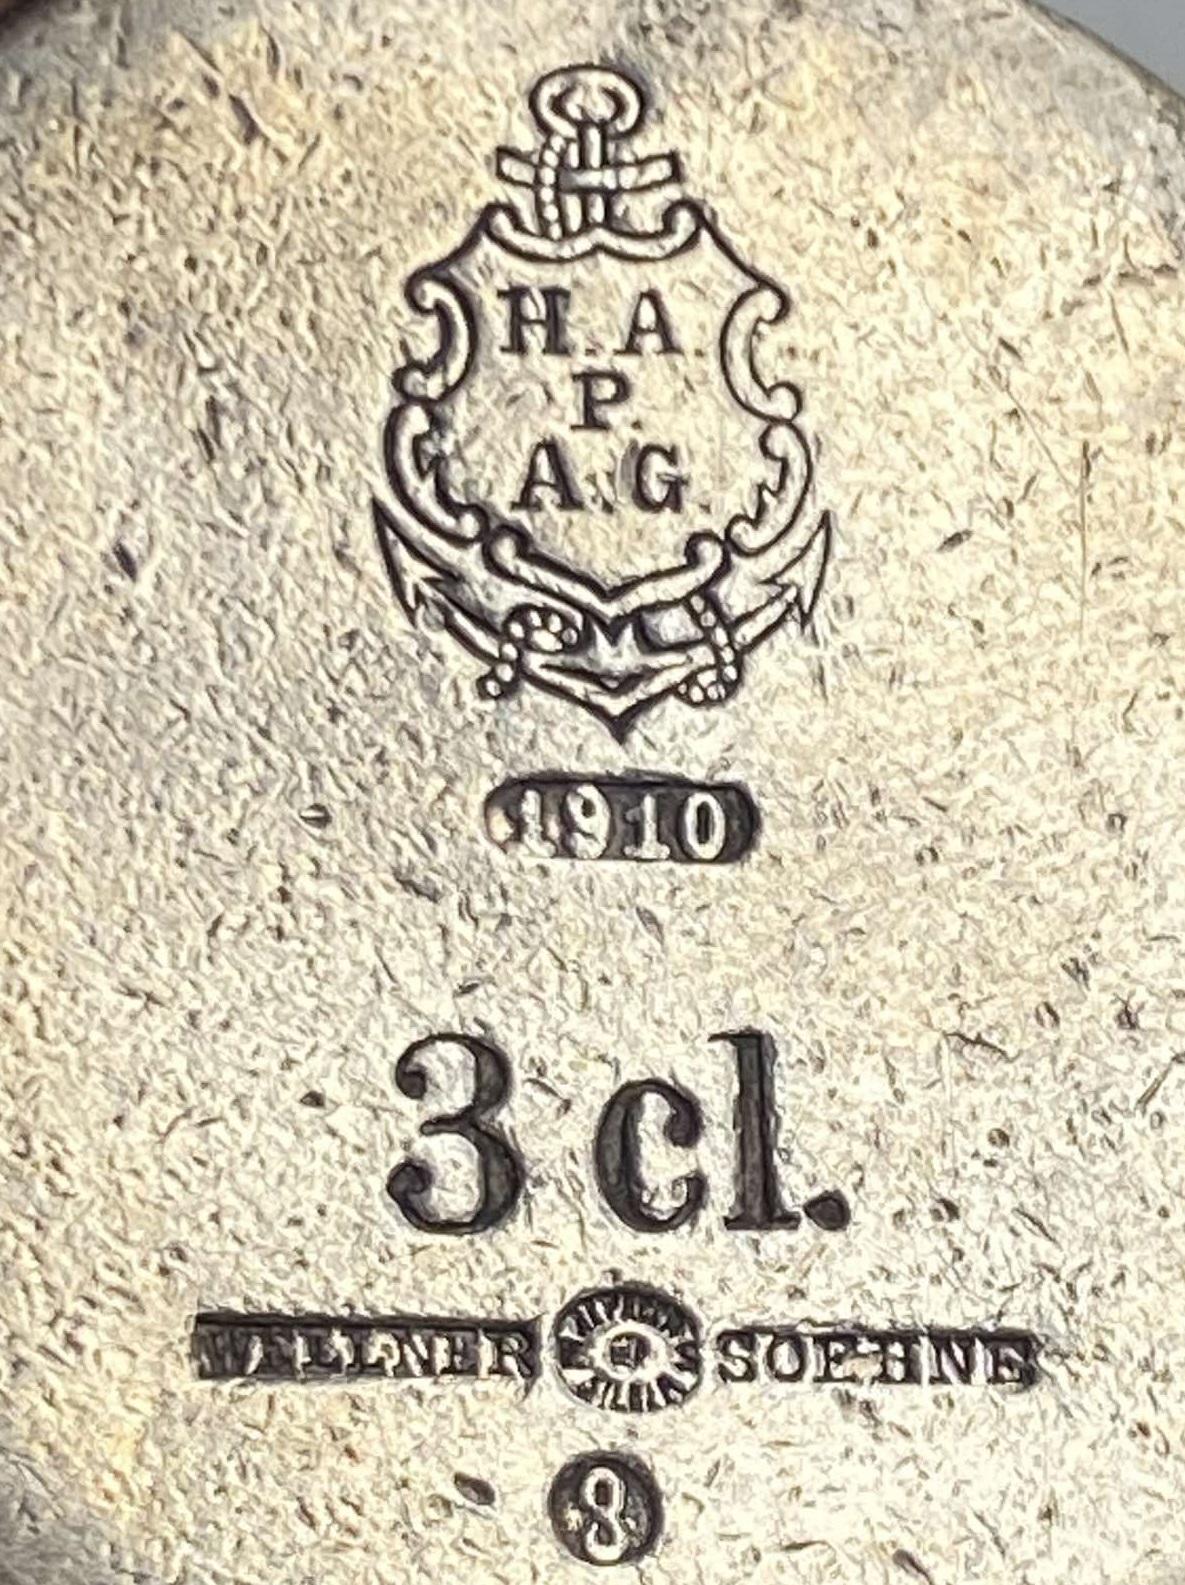 H. A.
P.
A. G.
1910
3 cl.
WELLNER SOEHNE
8